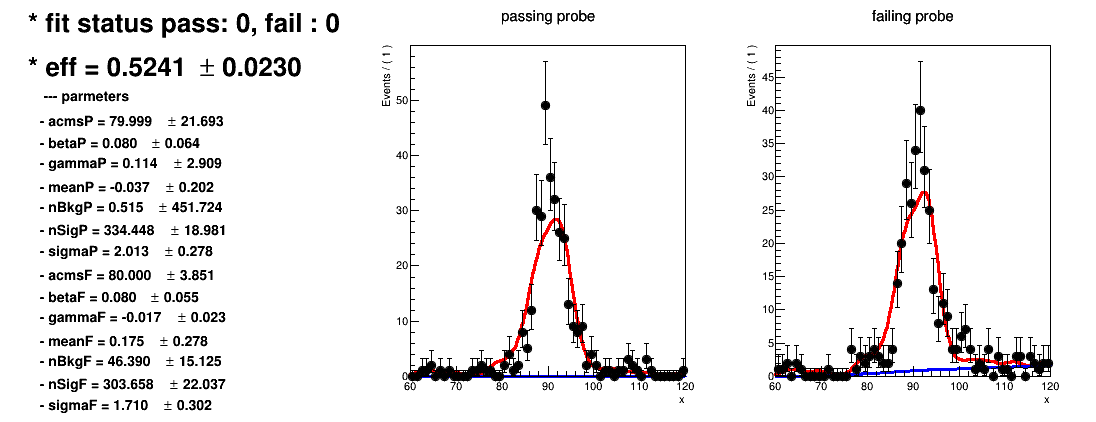 * fit status pass: 0, fail : 0
* eff = 0.5241 ± 0.0230
--- parmeters
- acmsP = 79.999 ± 21.693
- betaP = 0.080 ± 0.064
- gammaP = 0.114 ± 2.909
- meanP = -0.037 ± 0.202
- nBkgP = 0.515 ± 451.724
- nSigP = 334.448 ± 18.981
- sigmaP = 2.013 ± 0.278
- acmsF = 80.000 ± 3.851
- betaF = 0.080 ± 0.055
- gammaF = -0.017 ± 0.023
- meanF = 0.175 ± 0.278
- nBkgF = 46.390 ± 15.125
- nSigF = 303.658 ± 22.037
- sigmaF = 1.710 ± 0.302
passing probe
Events / ( 1 )
50
40
30
20
10
0
60 70 80 90 100 110 120
x
failing probe
Events / ( 1 )
45
40
35
30
25
20
15
10
5
0
60 70 80 90 100 110 120
x